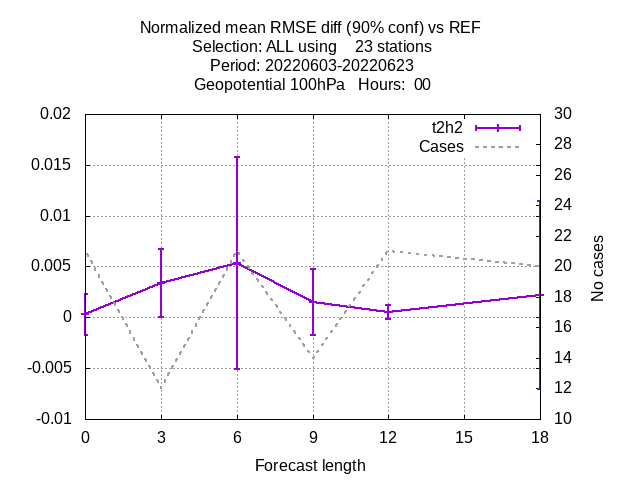 Normalized mean RMSE diff (90% conf) vs REF
Selection: ALL using    23 stations
Period: 20220603-20220623
Geopotential 100hPa   Hours:  00
t2h2
Cases
0.02
0.015
0.01
0.005
0
-0.005
-0.01
30
28
26
24
22
20
18
16
14
12
10
No cases
0 3 6 9 12 15 18
Forecast length